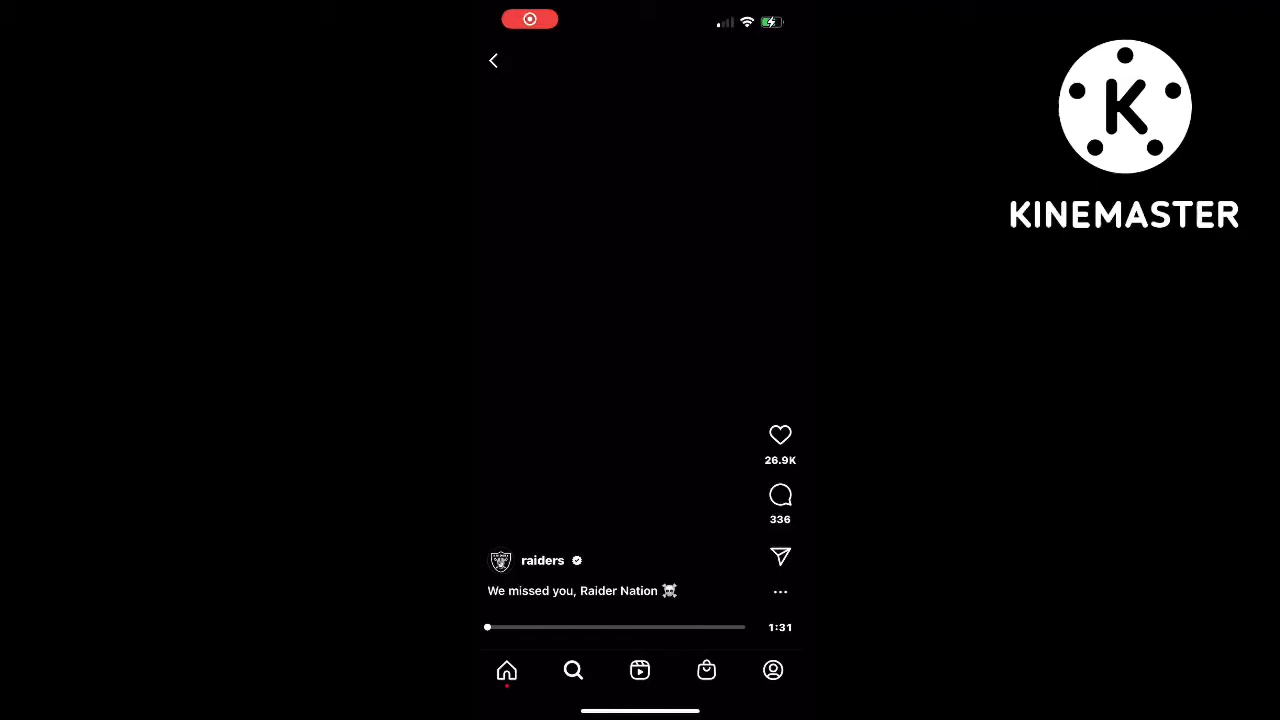 K
KINEMASTER
26.9K
336
raiders
We missed you, Raider Nation ☠️
1:31